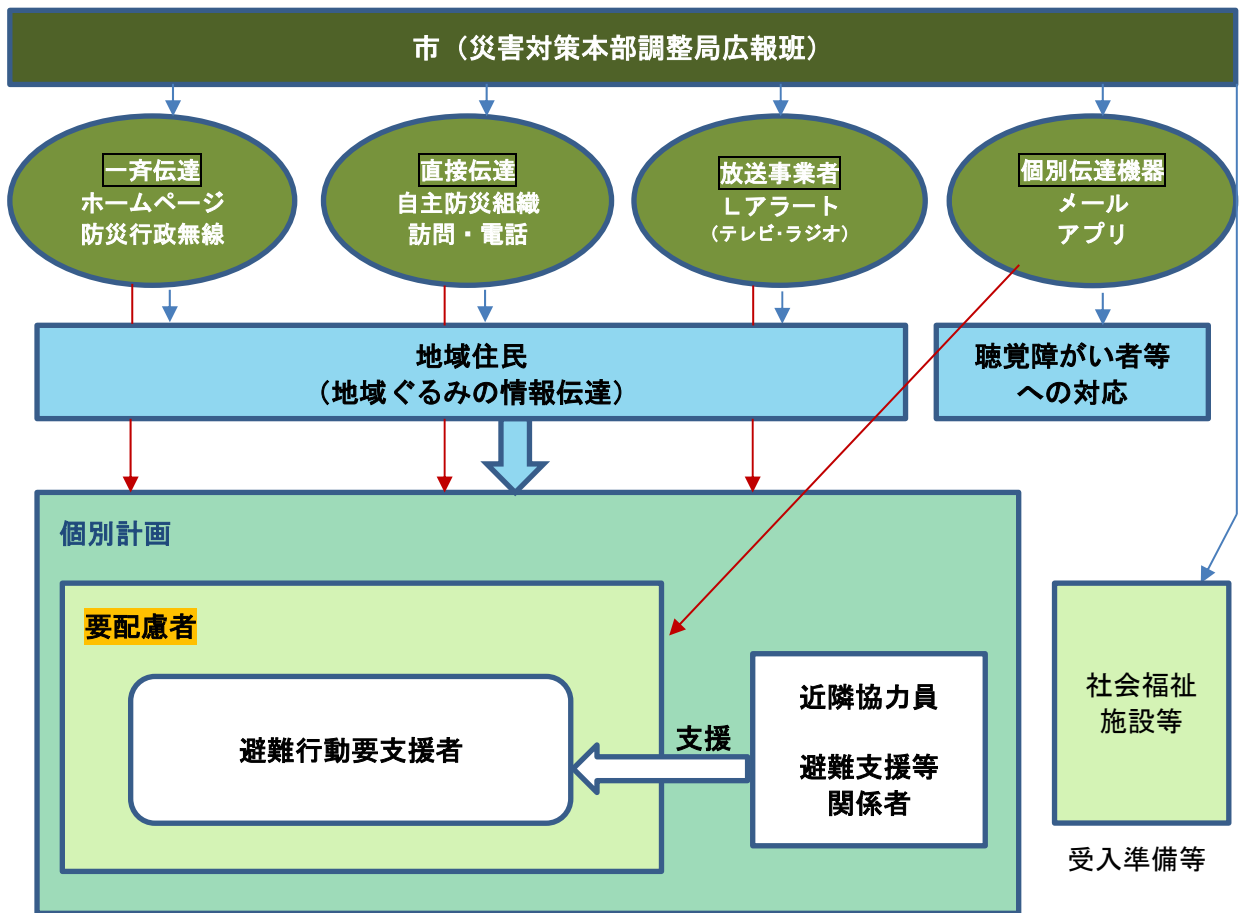 市（災害対策本部調整局広報班）
一斉伝達
ホームページ
防災行政無線
直接伝達
自主防災組織
訪問・電話
放送事業者
Ｌアラート
（テレビ･ラジオ）
個別伝達機器
メール
アプリ
地域住民
（地域ぐるみの情報伝達）
聴覚障がい者等
への対応
個別計画
要配慮者
避難行動要支援者
支援
近隣協力員
避難支援等
関係者
社会福祉
施設等
受入準備等